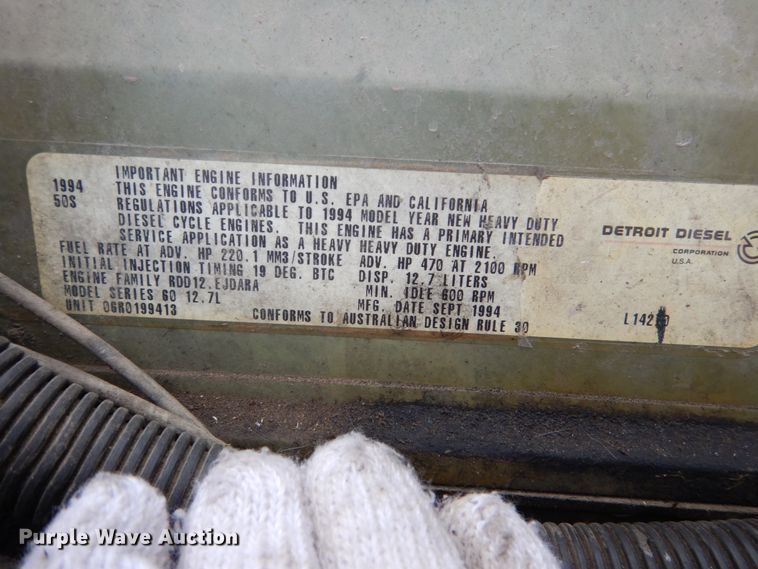 IMPORTANT ENGINE INFORMATION
1994 THIS ENGINE CONFORMS TO U.S. EPA AND CALIFORNIA
50S REGULATIONS APPLICABLE TO 1994 MODEL YEAR NEW HEAVY DUTY
DIESEL CYCLE ENGINES. THIS ENGINE HAS A PRIMARY INTENDED
SERVICE APPLICATION AS A HEAVY HEAVY DUTY ENGINE.
FUEL RATE AT ADV. HP 220.1 MM3/STROKE ADV. HP 470 AT 2100 RPM
INITIAL INJECTION TIMING 19 DEG. BTC DISP. 12.7 LITERS
ENGINE FAMILY RDD12.EJDARA MIN. IDLE 600 RPM
MODEL SERIES 60 12.7L MFG. DATE SEPT 1994
UNIT 06R0199413 CONFORMS TO AUSTRALIAN DESIGN RULE 30
DETROIT DIESEL
CORPORATION
U.S.A.
Purple Wave Auction